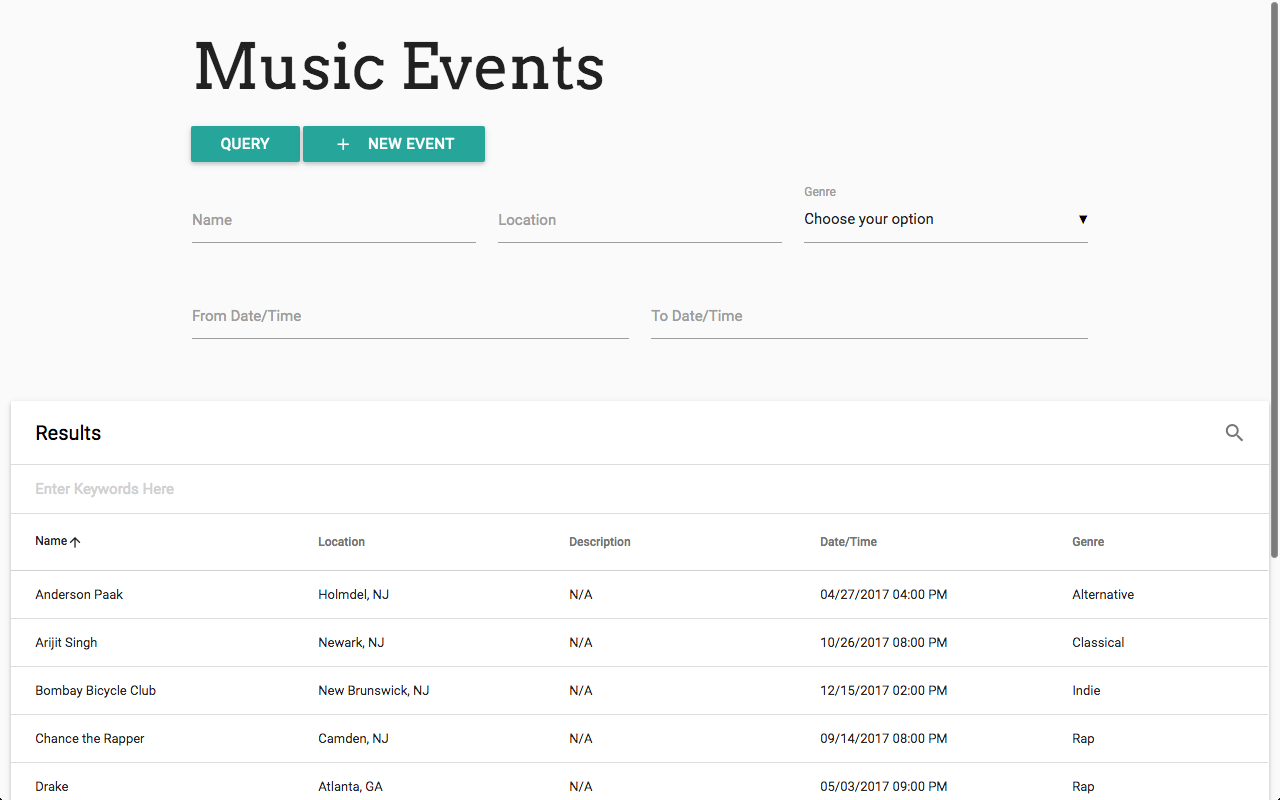 Music Events
QUERY + NEW EVENT
Genre
Name Location Choose your option
From Date/Time To Date/Time
Results
Enter Keywords Here
Name Location Description Date/Time Genre
Anderson Paak Holmdel, NJ N/A 04/27/2017 04:00 PM Alternative
Arijit Singh Newark, NJ N/A 10/26/2017 08:00 PM Classical
Bombay Bicycle Club New Brunswick, NJ N/A 12/15/2017 02:00 PM Indie
Chance the Rapper Camden, NJ N/A 09/14/2017 08:00 PM Rap
Drake Atlanta, GA N/A 05/03/2017 09:00 PM Rap